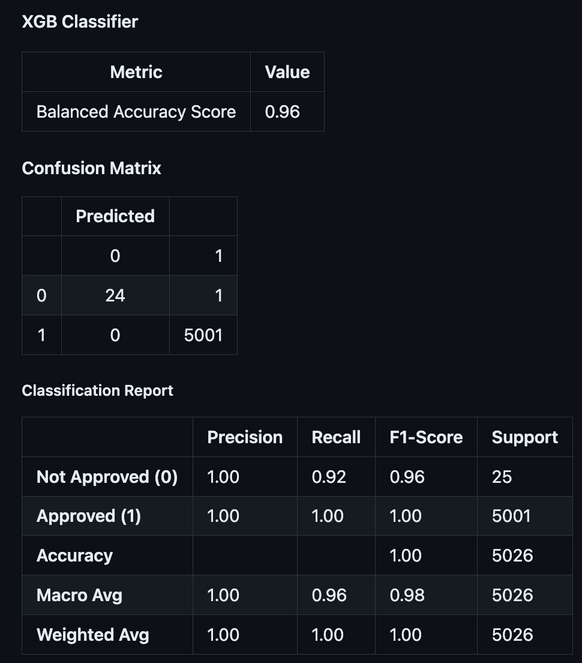 XGB Classifier
Metric Value
Balanced Accuracy Score 0.96
Confusion Matrix
Predicted
0 1
0 24 1
1 0 5001
Classification Report
Precision Recall F1-Score Support
Not Approved (0) 1.00 0.92 0.96 25
Approved (1) 1.00 1.00 1.00 5001
Accuracy 1.00 5026
Macro Avg 1.00 0.96 0.98 5026
Weighted Avg 1.00 1.00 1.00 5026